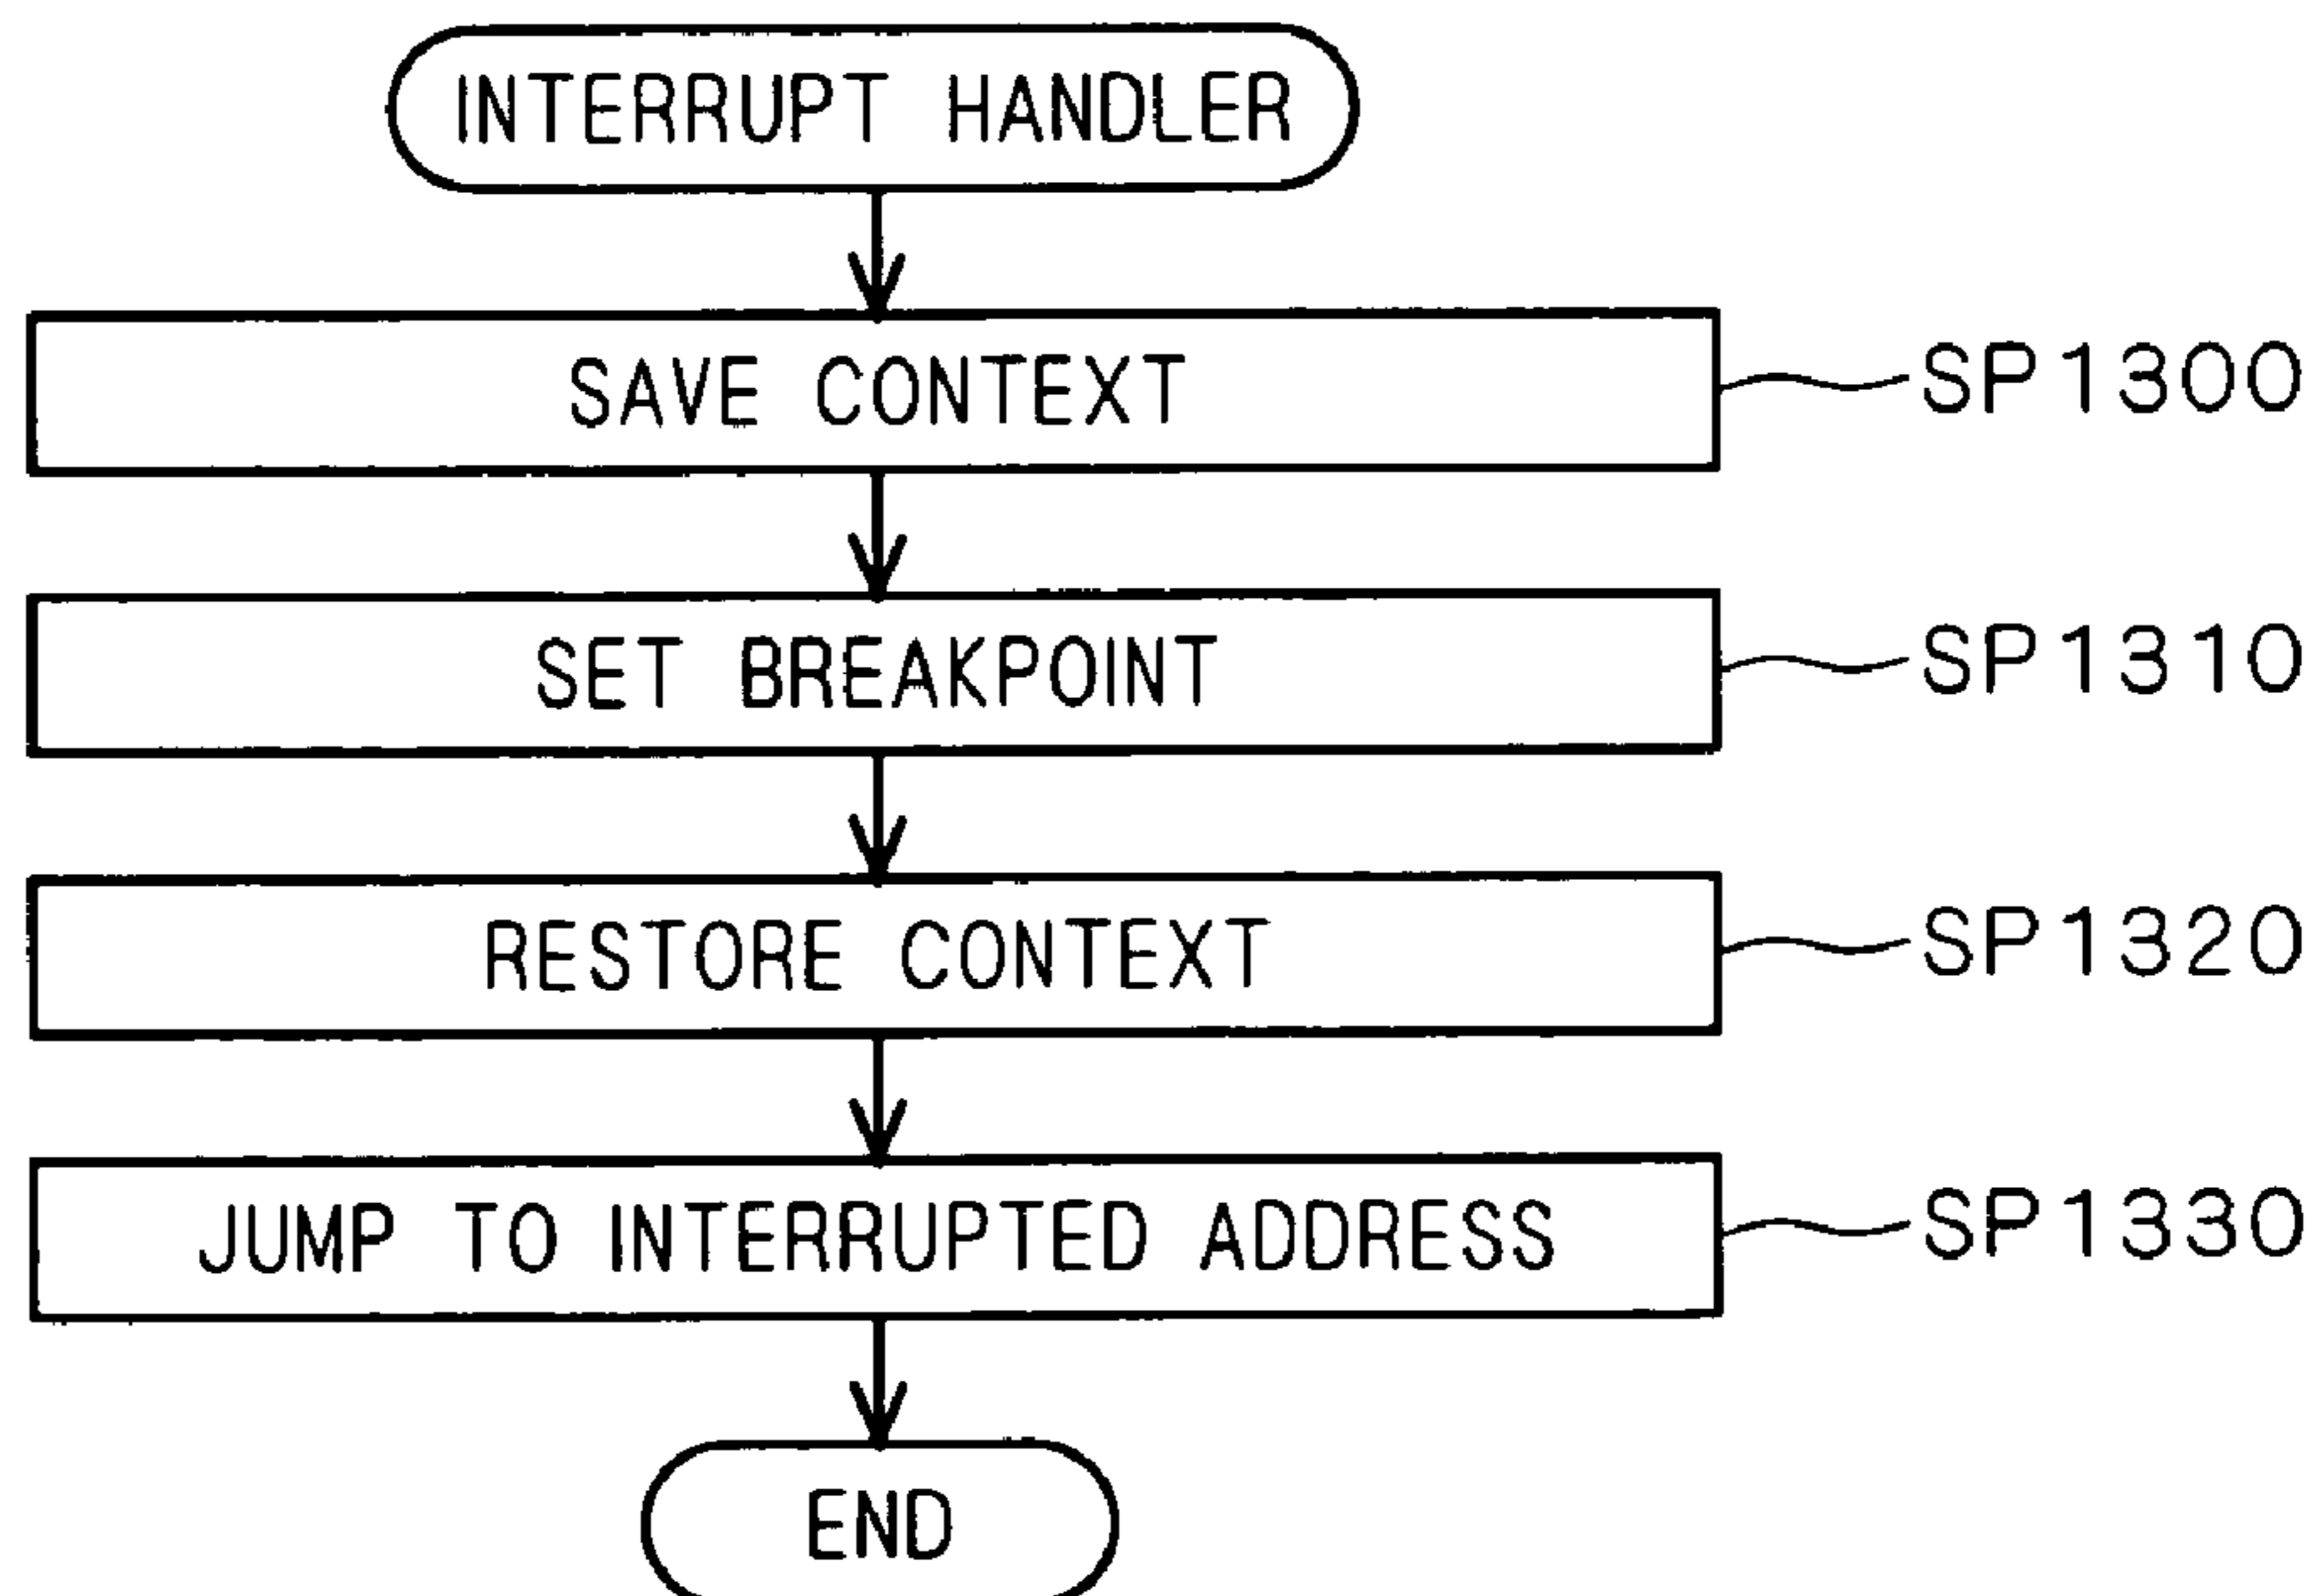 INTERRUPT HANDLER
SAVE CONTEXT SP1300
SET BREAKPOINT SP1310
RESTORE CONTEXT SP1320
JUMP TO INTERRUPTED ADDRESS SP1330
END